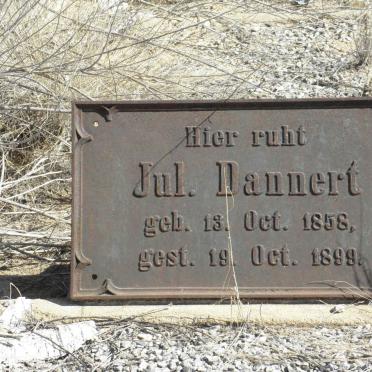 Hier ruht
Jul. Dannert
geb. 13. Oct. 1858,
gest. 19. Oct. 1899.